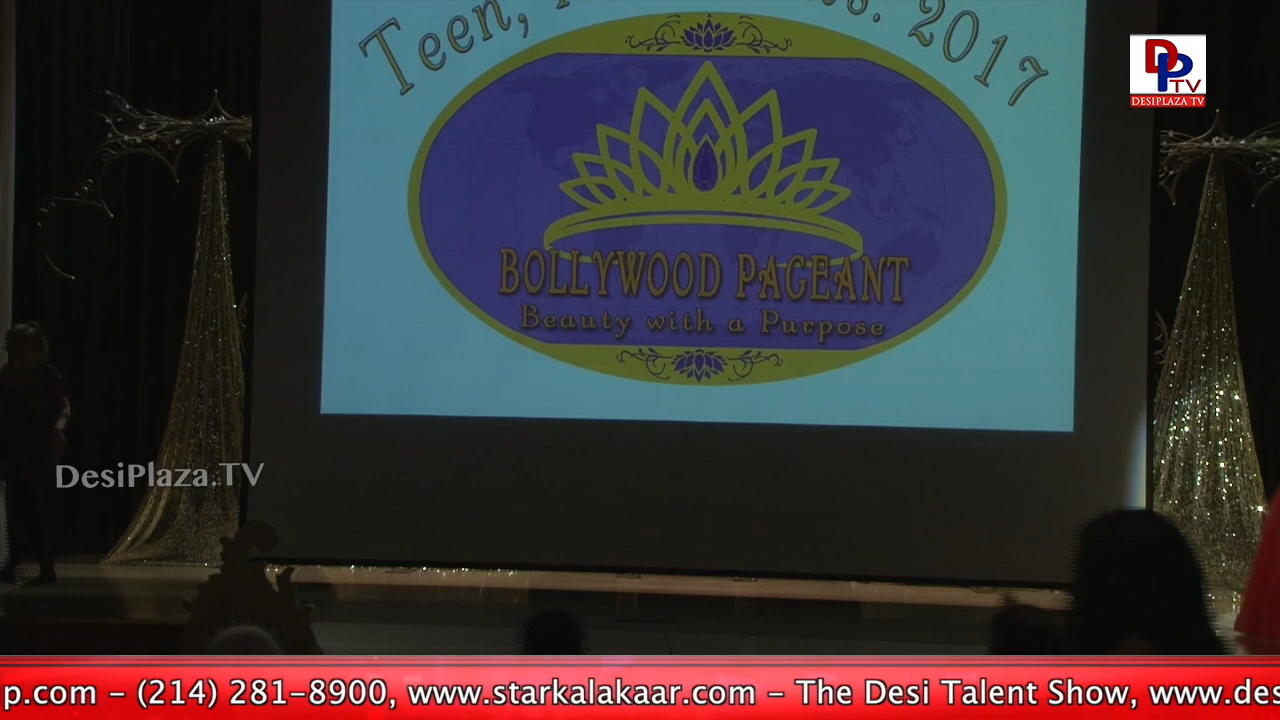 Teen, 2017
DPTV
DESIPLAZA TV
BOLLYWOOD PAGEANT
Beauty with a Purpose
DesiPlaza.TV
p.com - (214) 281-8900, www.starkalakaar.com - The Desi Talent Show, www.des